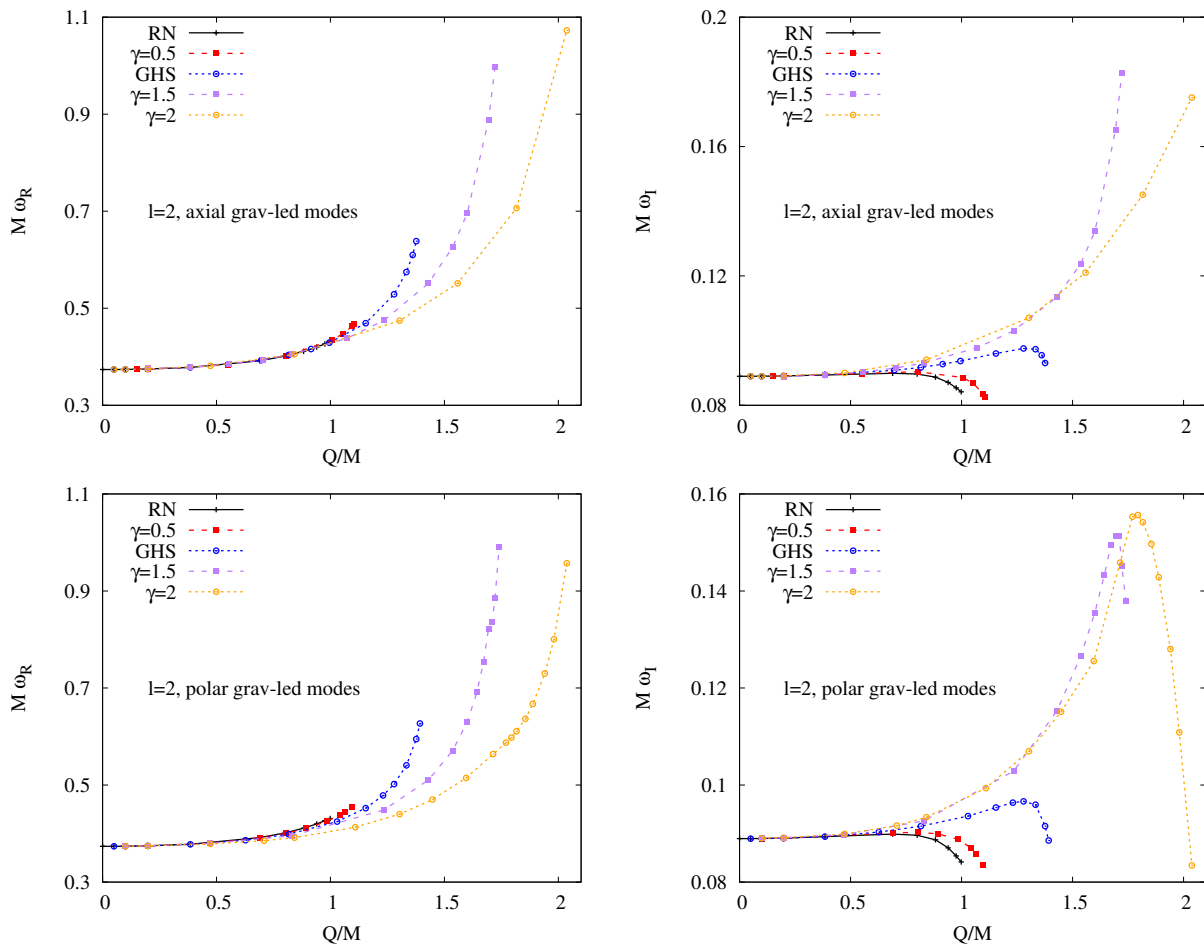 1.1
0.9
0.7
0.5
0.3
M ω_R
RN
γ=0.5
GHS
γ=1.5
γ=2
l=2, axial grav-led modes
0 0.5 1 1.5 2
Q/M
0.2
0.16
0.12
0.08
M ω_I
RN
γ=0.5
GHS
γ=1.5
γ=2
l=2, axial grav-led modes
0 0.5 1 1.5 2
Q/M
1.1
0.9
0.7
0.5
0.3
M ω_R
RN
γ=0.5
GHS
γ=1.5
γ=2
l=2, polar grav-led modes
0 0.5 1 1.5 2
Q/M
0.16
0.14
0.12
0.1
0.08
M ω_I
RN
γ=0.5
GHS
γ=1.5
γ=2
l=2, polar grav-led modes
0 0.5 1 1.5 2
Q/M